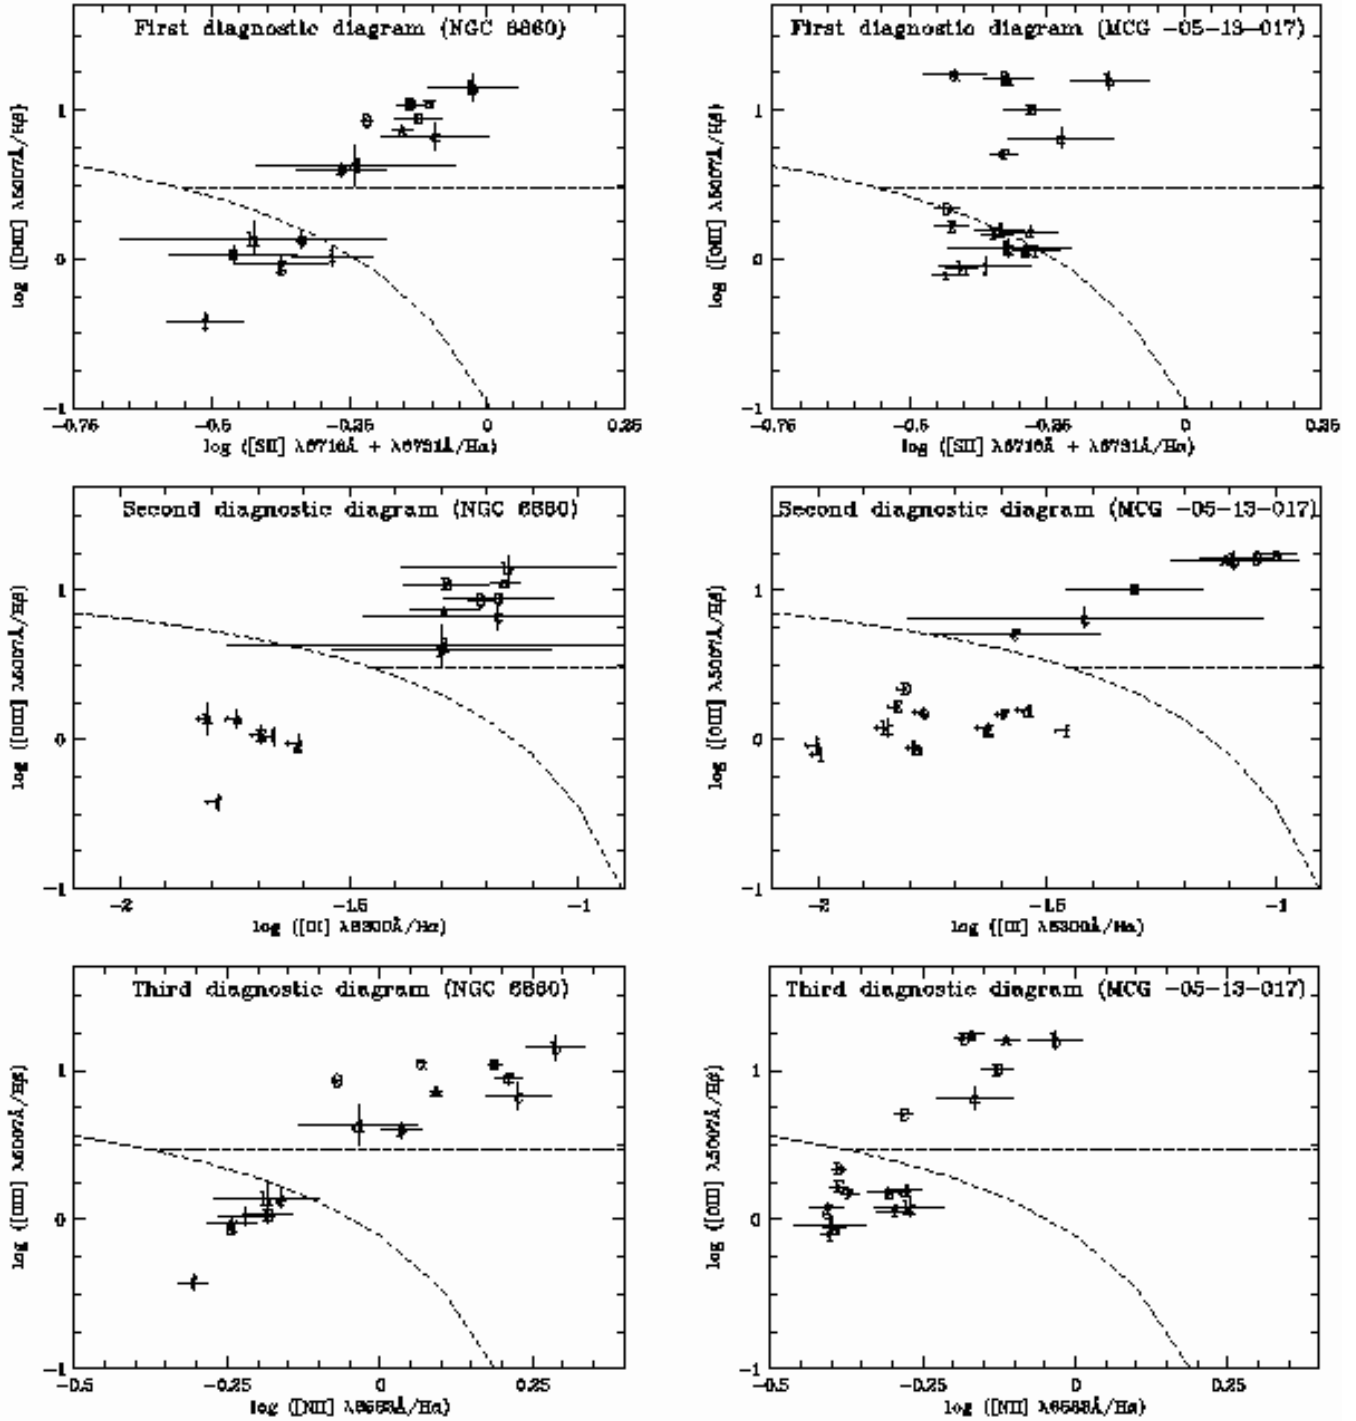 First diagnostic diagram (NGC 6860)
log ([OIII] λ5007Å/Hβ)
1
0
-1
-0.75 -0.5 -0.25 0 0.25
log ([SII] λ6716Å + λ6731Å/Hα)
First diagnostic diagram (MCG -05-13-017)
log ([OIII] λ5007Å/Hβ)
1
0
-1
-0.75 -0.5 -0.25 0 0.25
log ([SII] λ6716Å + λ6731Å/Hα)
Second diagnostic diagram (NGC 6860)
log ([OIII] λ5007Å/Hβ)
1
0
-1
-2 -1.5 -1
log ([OI] λ6300Å/Hα)
Second diagnostic diagram (MCG -05-13-017)
log ([OIII] λ5007Å/Hβ)
1
0
-1
-2 -1.5 -1
log ([OI] λ6300Å/Hα)
Third diagnostic diagram (NGC 6860)
log ([OIII] λ5007Å/Hβ)
1
0
-1
-0.5 -0.25 0 0.25
log ([NII] λ6583Å/Hα)
Third diagnostic diagram (MCG -05-13-017)
log ([OIII] λ5007Å/Hβ)
1
0
-1
-0.5 -0.25 0 0.25
log ([NII] λ6583Å/Hα)